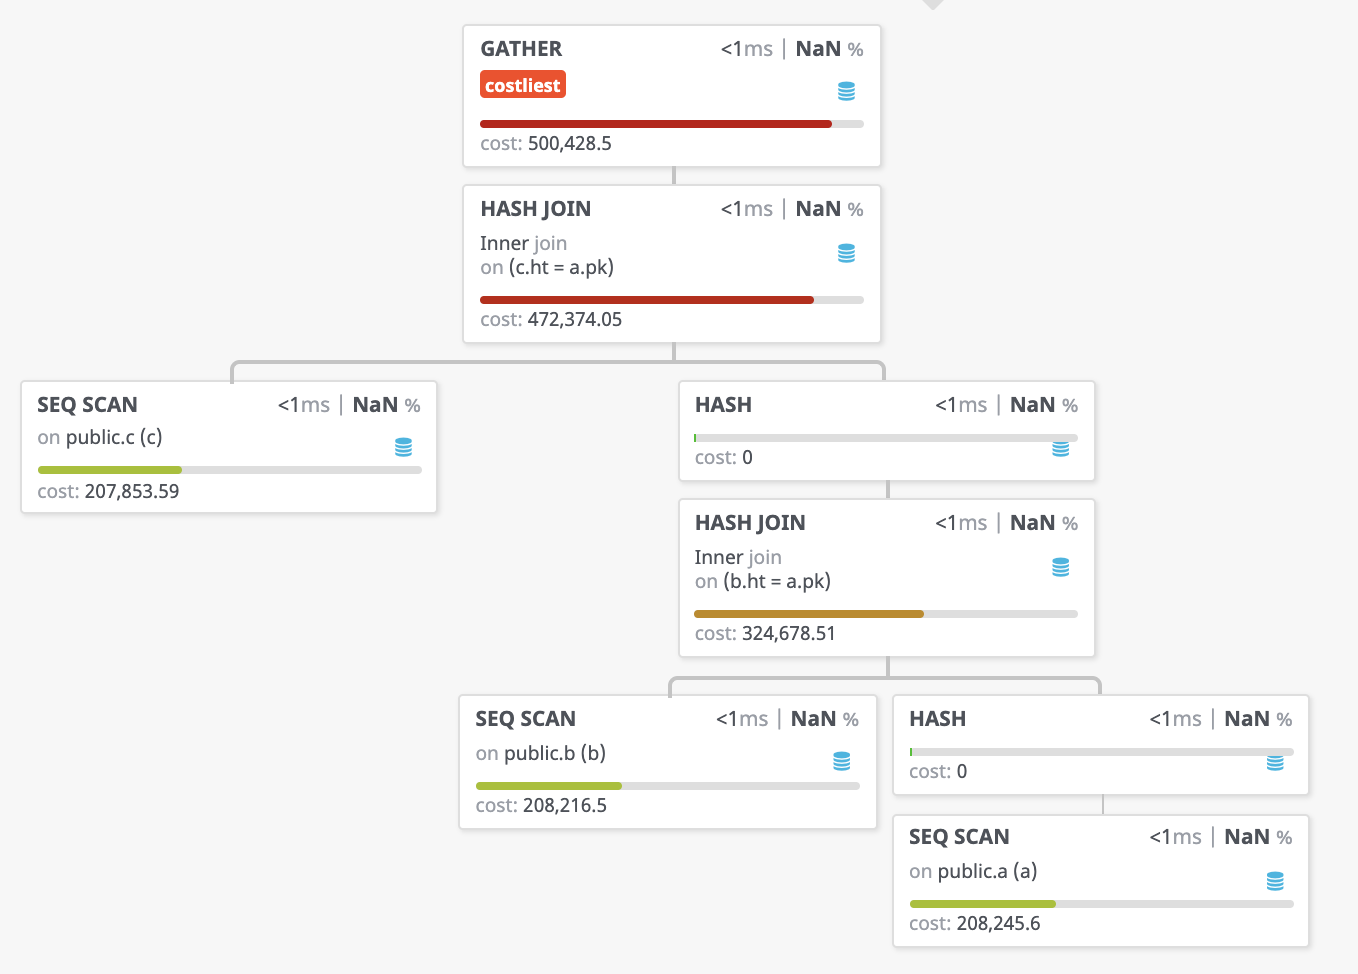 GATHER <1ms | NaN %
costliest
cost: 500,428.5
HASH JOIN <1ms | NaN %
Inner join
on (c.ht = a.pk)
cost: 472,374.05
SEQ SCAN <1ms | NaN %
on public.c (c)
cost: 207,853.59
HASH <1ms | NaN %
cost: 0
HASH JOIN <1ms | NaN %
Inner join
on (b.ht = a.pk)
cost: 324,678.51
SEQ SCAN <1ms | NaN %
on public.b (b)
cost: 208,216.5
HASH <1ms | NaN %
cost: 0
SEQ SCAN <1ms | NaN %
on public.a (a)
cost: 208,245.6